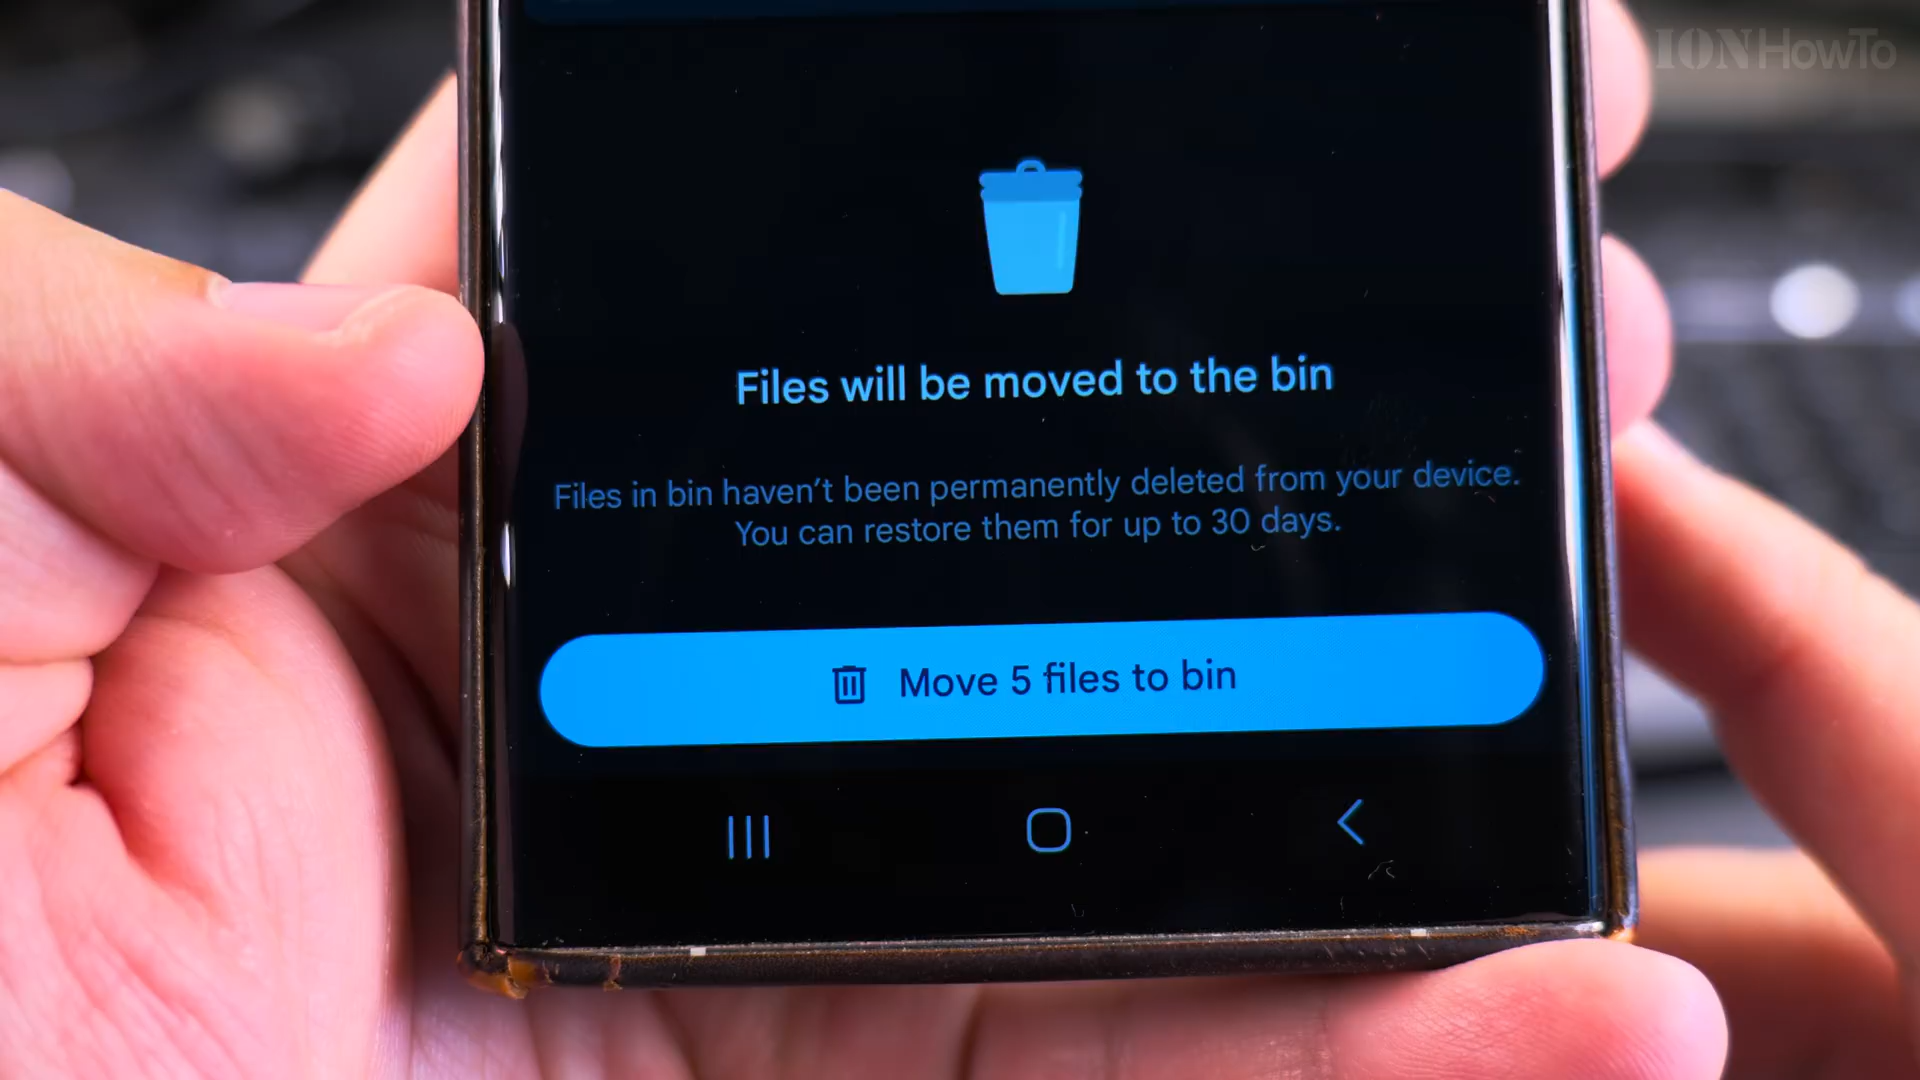 IONHowTo
Files will be moved to the bin
Files in bin haven't been permanently deleted from your device.
You can restore them for up to 30 days.
Move 5 files to bin